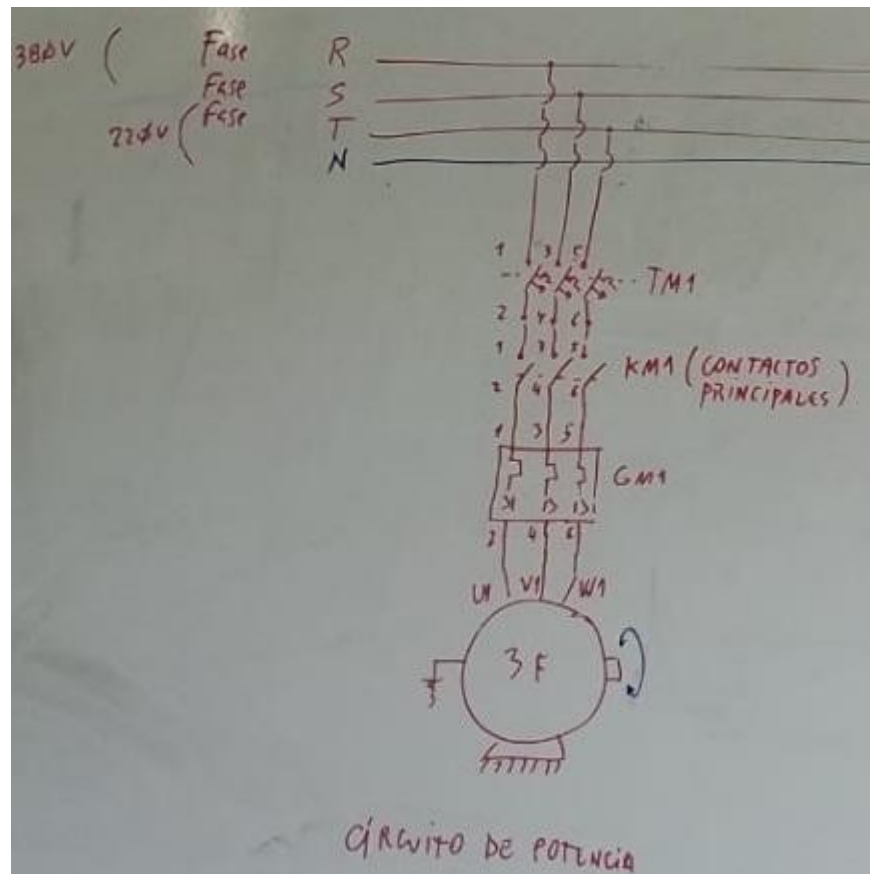 380V ( Fase R
Fase S
220V ( Fase T
N
1 3 5
TM1
2 4 6
1 3 5
KM1 (CONTACTOS
PRINCIPALES)
2 4 6
1 3 5
GM1
2 4 6
U1 V1 W1
3F
CIRCUITO DE POTENCIA